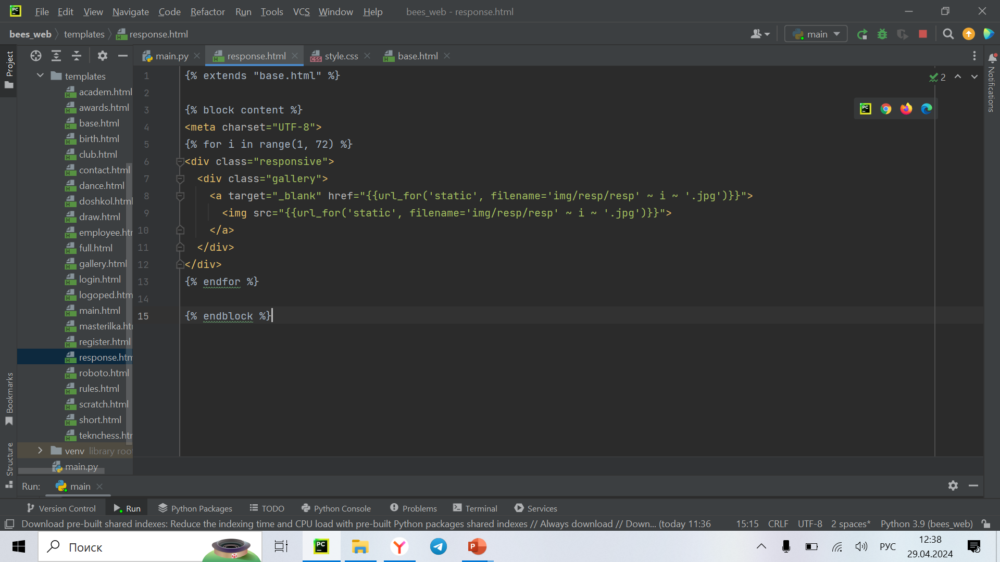 File Edit View Navigate Code Refactor Run Tools VCS Window Help bees_web - response.html
bees_web templates response.html main
Project
main.py response.html style.css base.html
templates
academ.html
awards.html
base.html
birth.html
club.html
contact.html
dance.html
doshkol.html
draw.html
employee.htm
full.html
gallery.html
login.html
logoped.htm
main.html
masterilka.htm
register.html
response.htm
roboto.html
rules.html
scratch.html
short.html
teknchess.htm
venv library root
main.py
1 {% extends "base.html" %}
2
3 {% block content %}
4 <meta charset="UTF-8">
5 {% for i in range(1, 72) %}
6 <div class="responsive">
7 <div class="gallery">
8 <a target="_blank" href="{{url_for('static', filename='img/resp/resp' ~ i ~ '.jpg')}}">
9 <img src="{{url_for('static', filename='img/resp/resp' ~ i ~ '.jpg')}}">
10 </a>
11 </div>
12 </div>
13 {% endfor %}
14
15 {% endblock %}
2
Notifications
Bookmarks
Structure
Run: main
Version Control Run Python Packages TODO Python Console Problems Terminal Services
Download pre-built shared indexes: Reduce the indexing time and CPU load with pre-built Python packages shared indexes // Always download // Down... (today 11:36 15:15 CRLF UTF-8 2 spaces* Python 3.9 (bees_web)
Поиск
РУС
12:38
29.04.2024